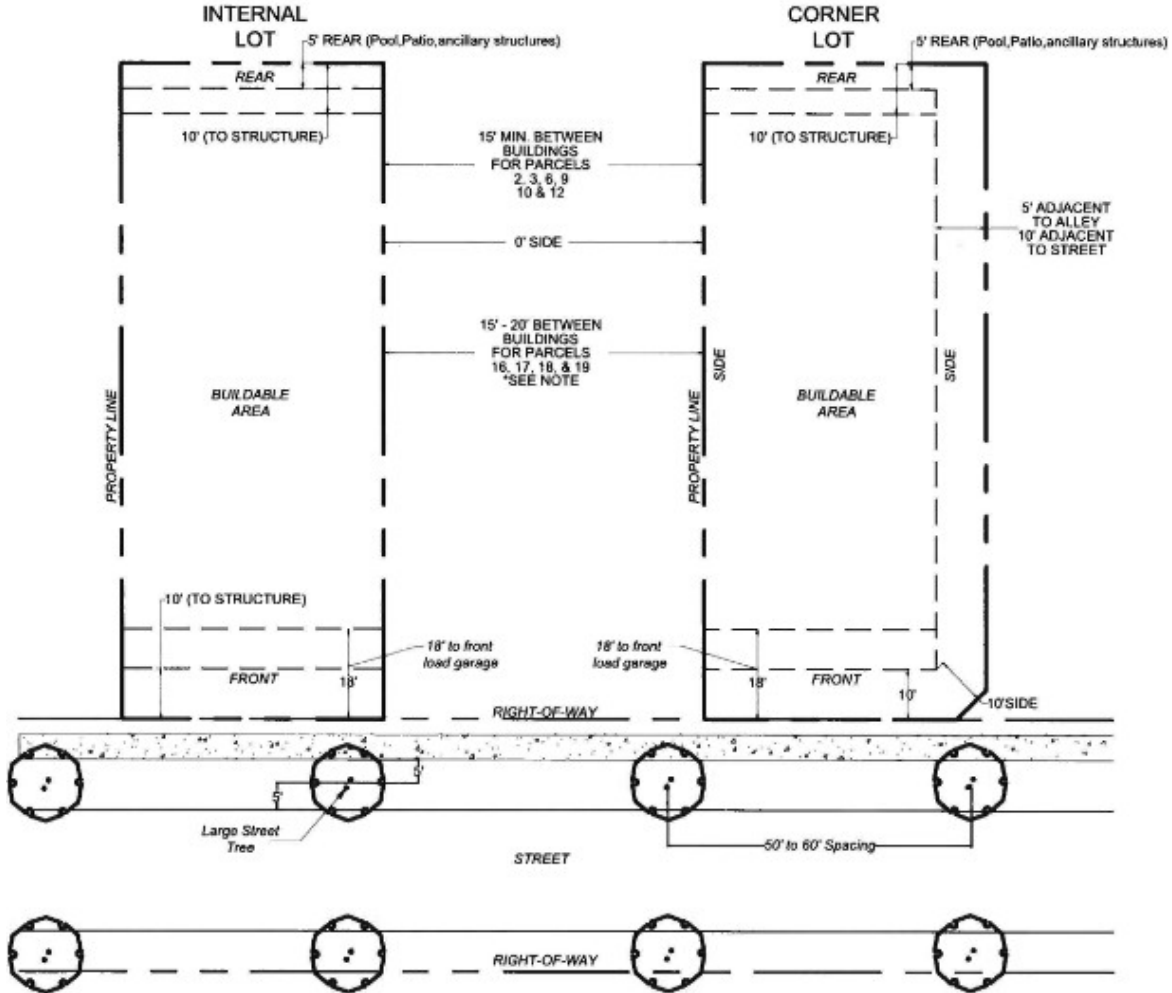 INTERNAL
LOT
CORNER
LOT
5' REAR (Pool,Patio,ancillary structures)
5' REAR (Pool,Patio,ancillary structures)
REAR
REAR
10' (TO STRUCTURE)
10' (TO STRUCTURE)
15' MIN. BETWEEN
BUILDINGS
FOR PARCELS
2, 3, 6, 9
10 & 12
5' ADJACENT
TO ALLEY
10' ADJACENT
TO STREET
0' SIDE
15' - 20' BETWEEN
BUILDINGS
FOR PARCELS
16, 17, 18, & 19
*SEE NOTE
SIDE
SIDE
BUILDABLE
AREA
BUILDABLE
AREA
PROPERTY LINE
PROPERTY LINE
10' (TO STRUCTURE)
18' to front
load garage
18' to front
load garage
FRONT
18'
18'
FRONT
10'
10'SIDE
RIGHT-OF-WAY
5'
5'
Large Street
Tree
50' to 60' Spacing
STREET
RIGHT-OF-WAY